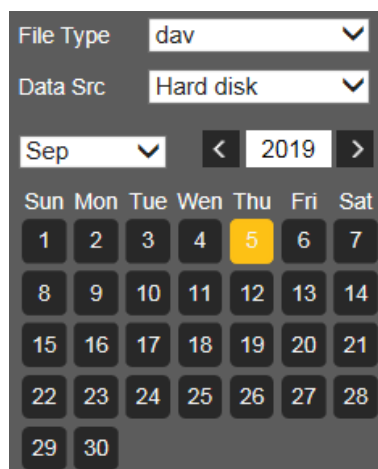 File Type dav
Data Src Hard disk
Sep < 2019 >
Sun Mon Tue Wen Thu Fri Sat
1 2 3 4 5 6 7
8 9 10 11 12 13 14
15 16 17 18 19 20 21
22 23 24 25 26 27 28
29 30